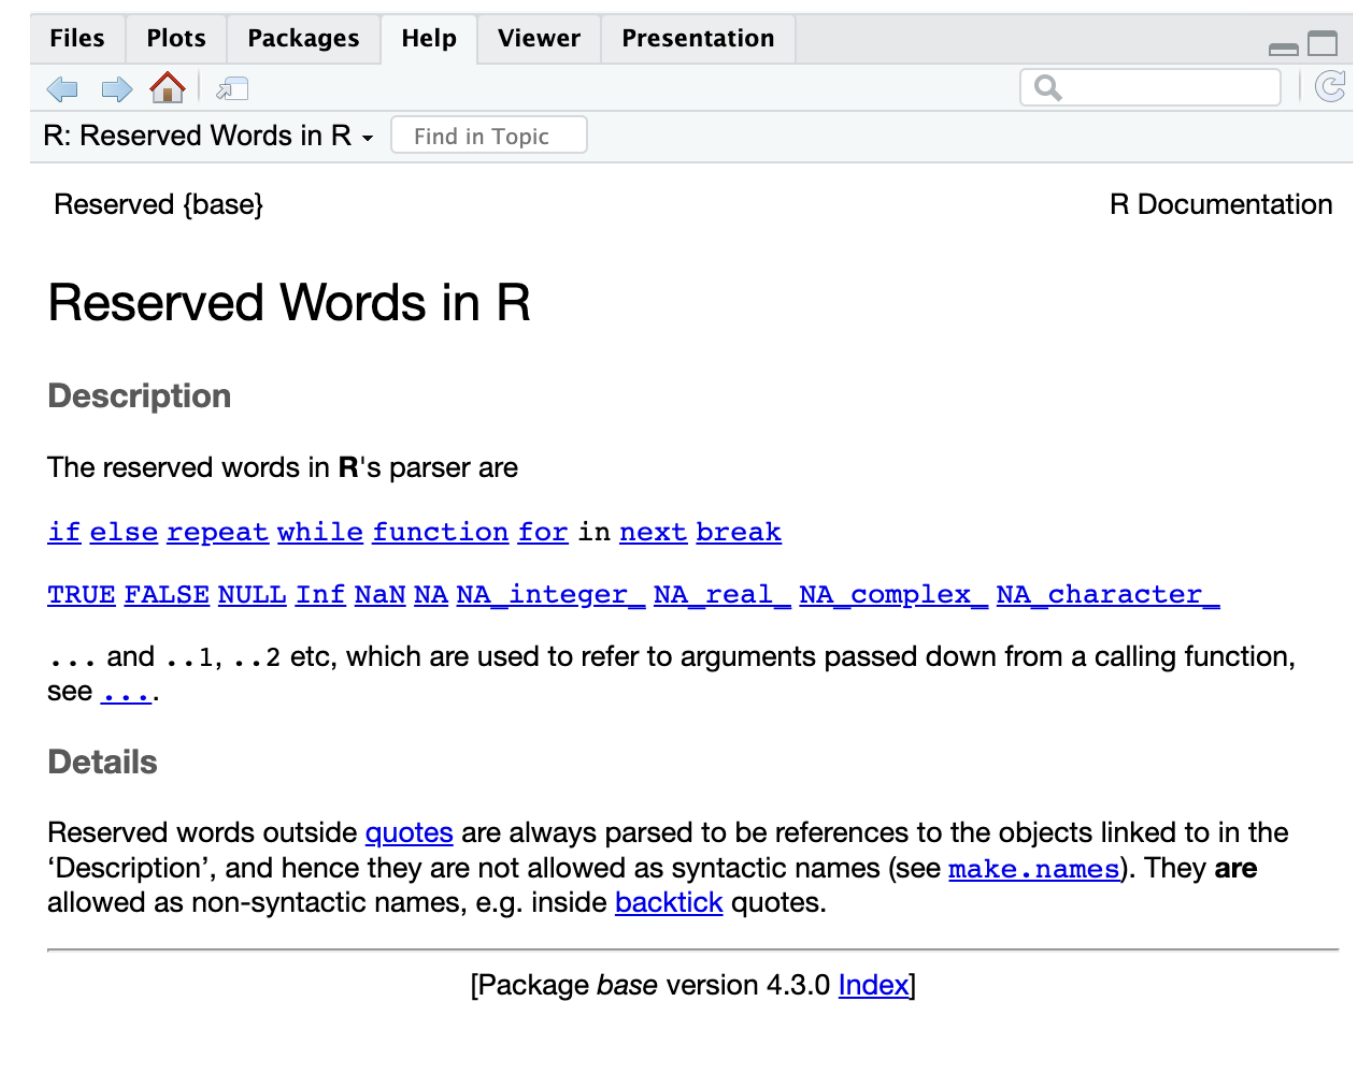 Files Plots Packages Help Viewer Presentation
R: Reserved Words in R Find in Topic
Reserved {base} R Documentation
Reserved Words in R
Description
The reserved words in R's parser are
if else repeat while function for in next break
TRUE FALSE NULL Inf NaN NA NA_integer_ NA_real_ NA_complex_ NA_character_
... and ..1, ..2 etc, which are used to refer to arguments passed down from a calling function,
see ....
Details
Reserved words outside quotes are always parsed to be references to the objects linked to in the
‘Description’, and hence they are not allowed as syntactic names (see make.names). They are
allowed as non-syntactic names, e.g. inside backtick quotes.
[Package base version 4.3.0 Index]